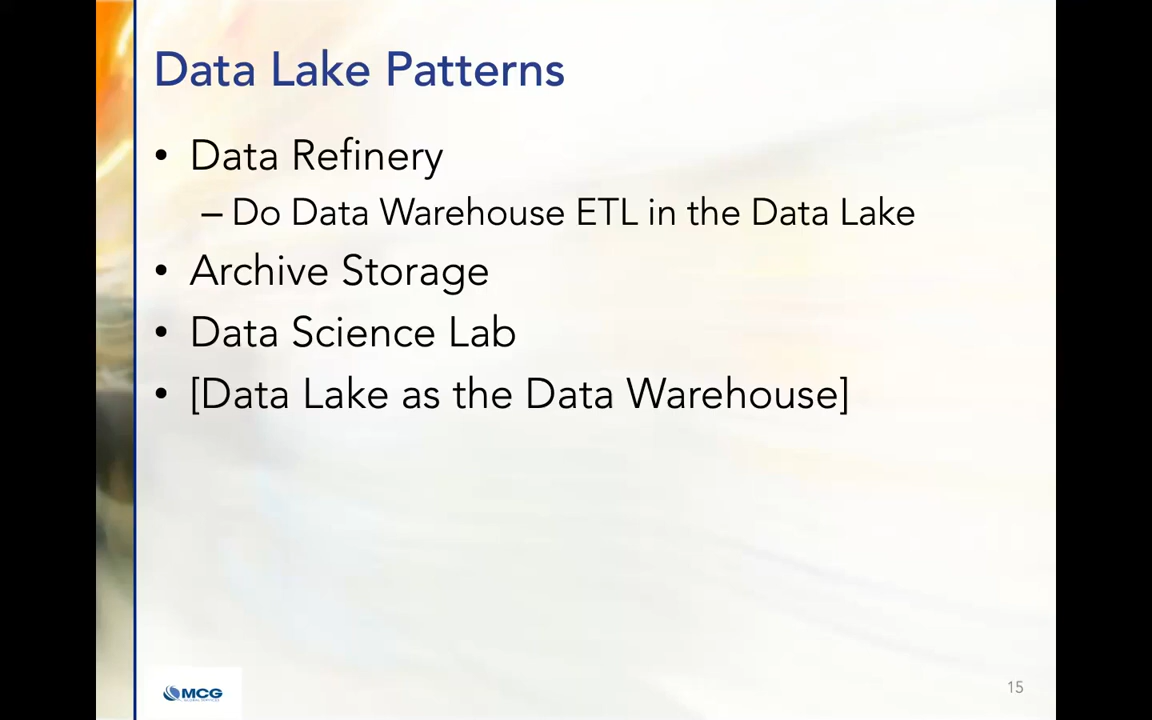 Data Lake Patterns
• Data Refinery
– Do Data Warehouse ETL in the Data Lake
• Archive Storage
• Data Science Lab
• [Data Lake as the Data Warehouse]
MCG
15